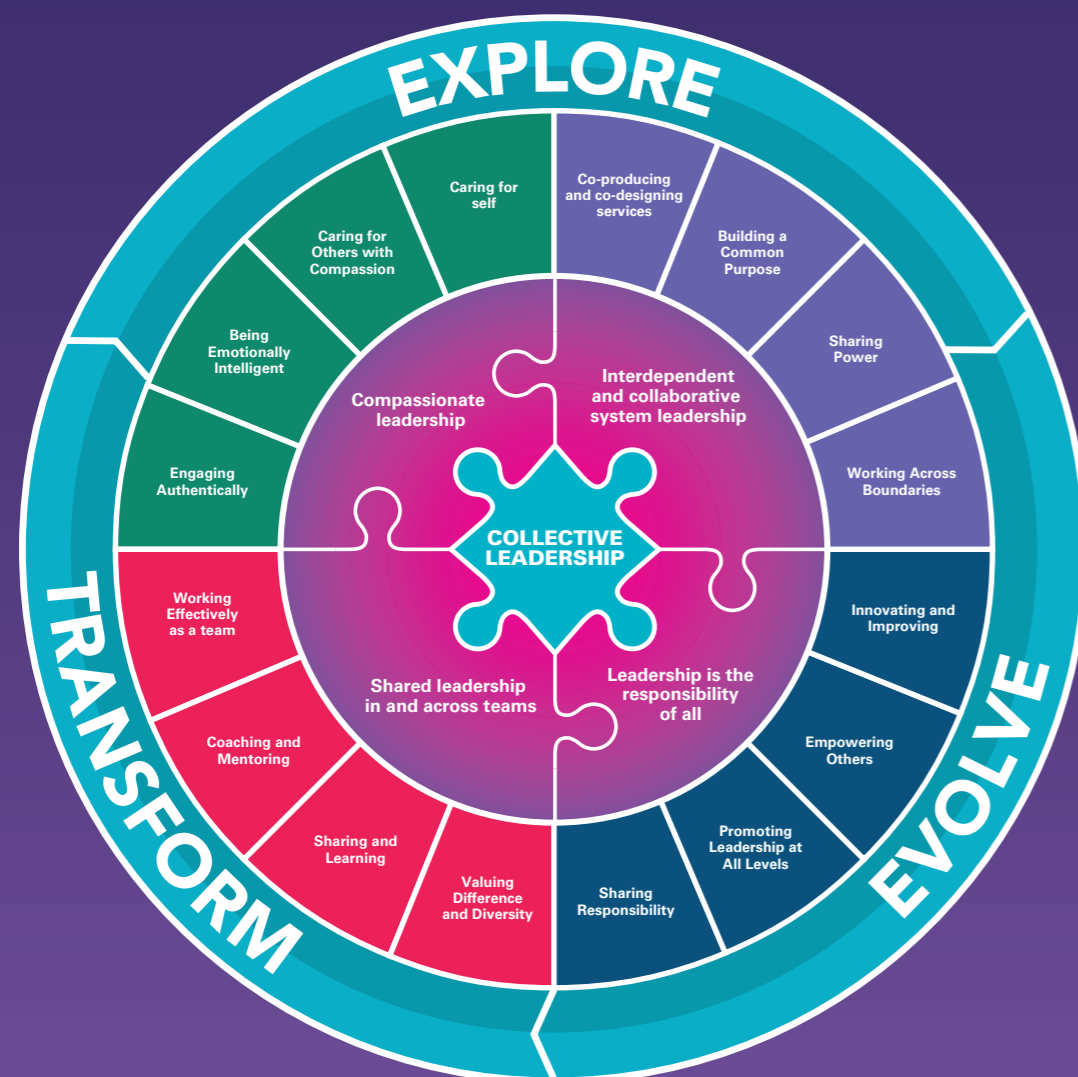 EXPLORE
Caring for
self
Co-producing
and co-designing
services
Caring for
Others with
Compassion
Building a
Common
Purpose
Being
Emotionally
Intelligent
Sharing
Power
Engaging
Authentically
Working Across
Boundaries
Compassionate
leadership
Interdependent
and collaborative
system leadership
COLLECTIVE
LEADERSHIP
Shared leadership
in and across teams
Leadership is the
responsibility
of all
Working
Effectively
as a team
Innovating and
Improving
Coaching and
Mentoring
Empowering
Others
Sharing and
Learning
Promoting
Leadership at
All Levels
Valuing
Difference
and Diversity
Sharing
Responsibility
TRANSFORM
EVOLVE